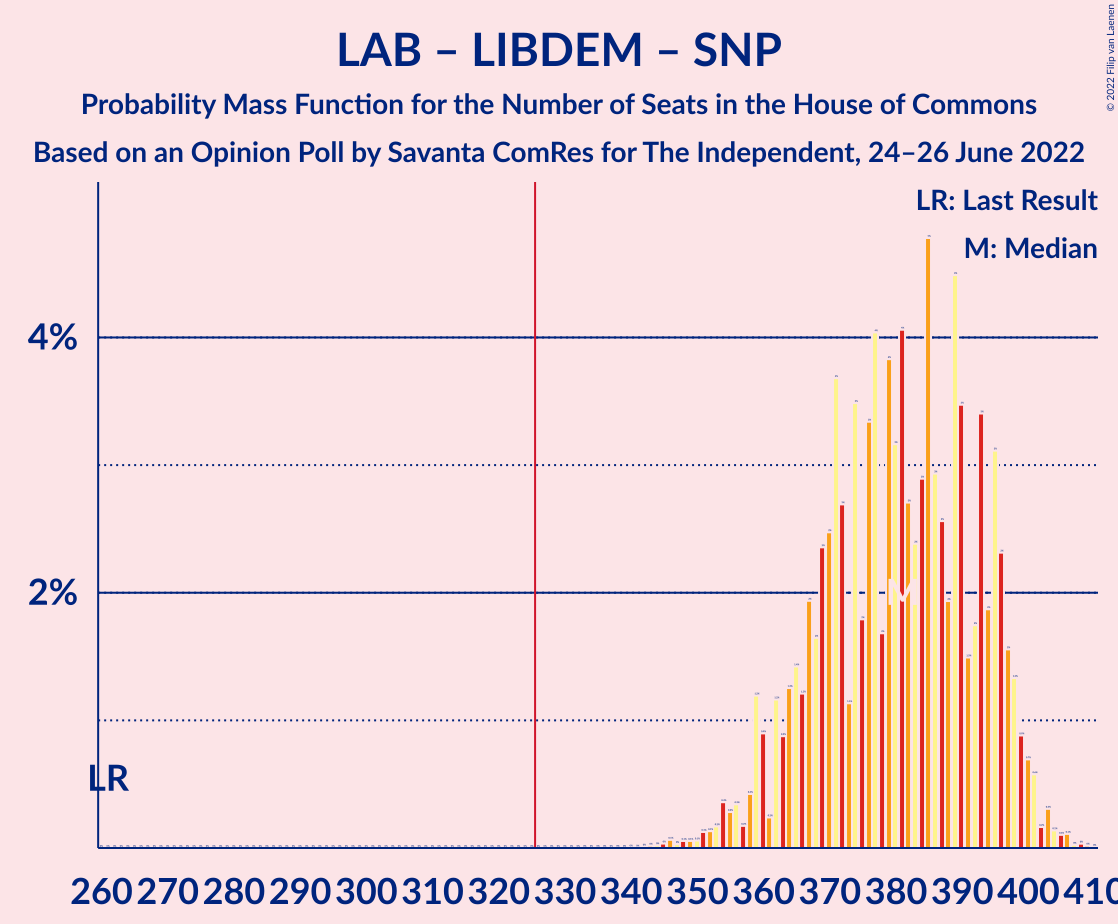 LAB – LIBDEM – SNP
Probability Mass Function for the Number of Seats in the House of Commons
Based on an Opinion Poll by Savanta ComRes for The Independent, 24–26 June 2022
© 2022 Filip van Laenen
LR: Last Result
M: Median
4%
2%
M
LR
260 270 280 290 300 310 320 330 340 350 360 370 380 390 400 410